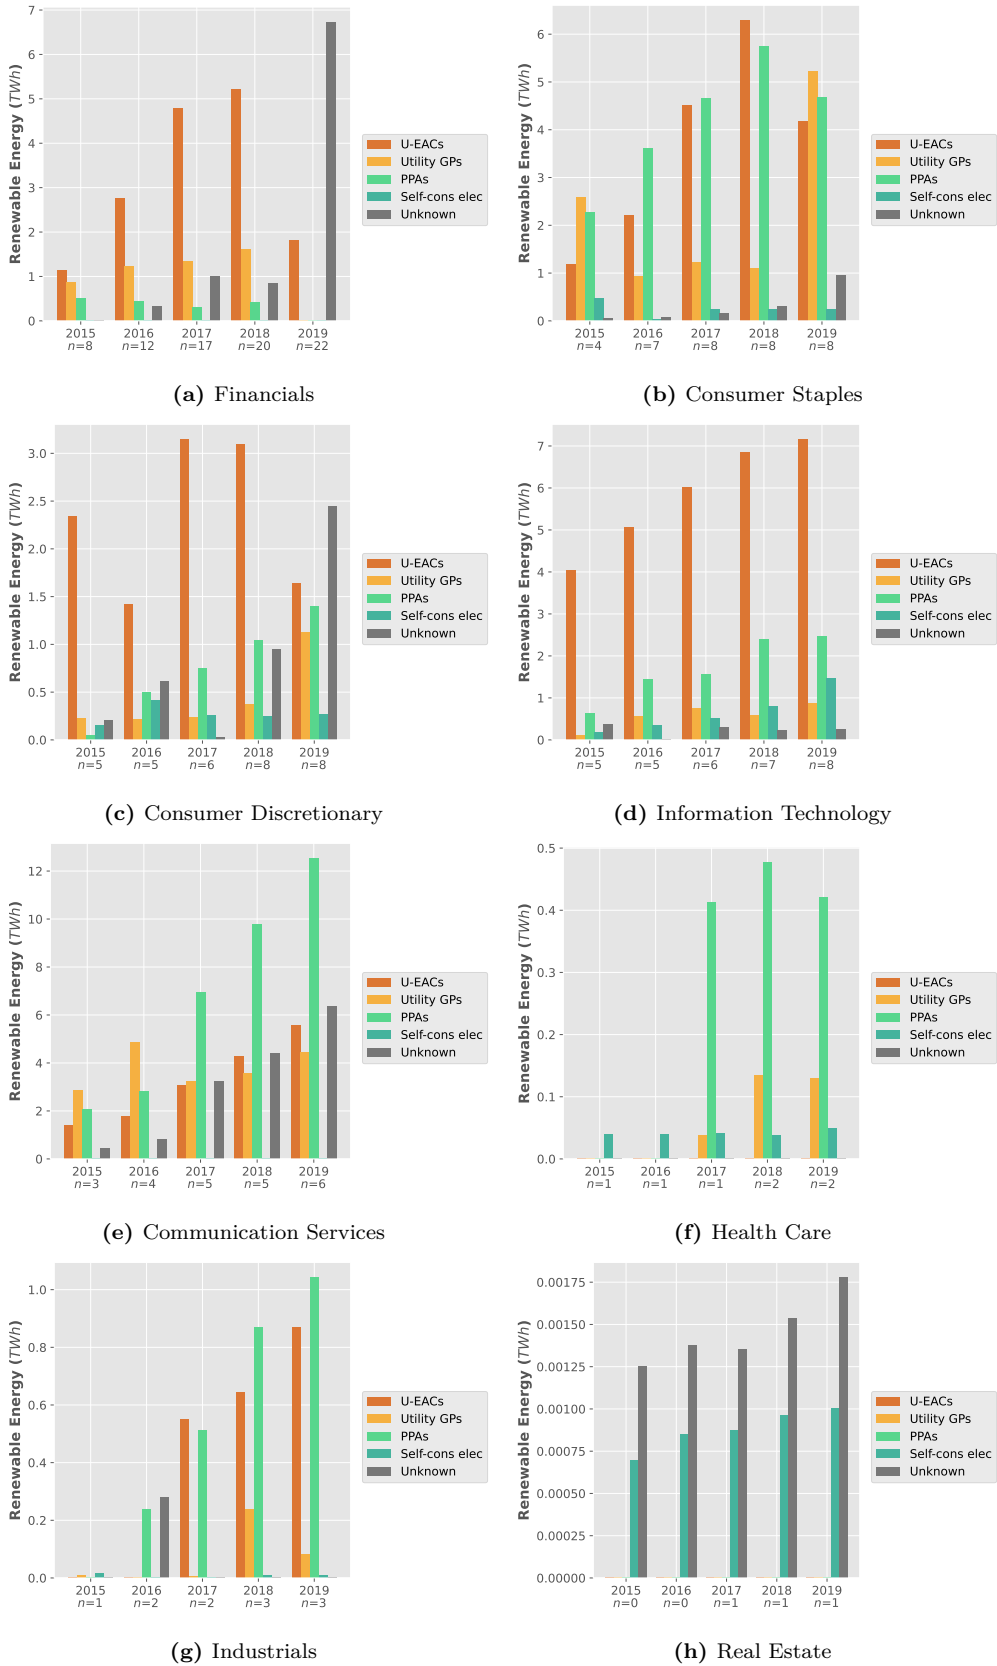 Renewable Energy (TWh)
7
6
5
4
3
2
1
0
2015 2016 2017 2018 2019
n=8 n=12 n=17 n=20 n=22
U-EACs
Utility GPs
PPAs
Self-cons elec
Unknown
(a) Financials
Renewable Energy (TWh)
6
5
4
3
2
1
0
2015 2016 2017 2018 2019
n=4 n=7 n=8 n=8 n=8
U-EACs
Utility GPs
PPAs
Self-cons elec
Unknown
(b) Consumer Staples
Renewable Energy (TWh)
3.0
2.5
2.0
1.5
1.0
0.5
0.0
2015 2016 2017 2018 2019
n=5 n=5 n=6 n=8 n=8
U-EACs
Utility GPs
PPAs
Self-cons elec
Unknown
(c) Consumer Discretionary
Renewable Energy (TWh)
7
6
5
4
3
2
1
0
2015 2016 2017 2018 2019
n=5 n=5 n=6 n=7 n=8
U-EACs
Utility GPs
PPAs
Self-cons elec
Unknown
(d) Information Technology
Renewable Energy (TWh)
12
10
8
6
4
2
0
2015 2016 2017 2018 2019
n=3 n=4 n=5 n=5 n=6
U-EACs
Utility GPs
PPAs
Self-cons elec
Unknown
(e) Communication Services
Renewable Energy (TWh)
0.5
0.4
0.3
0.2
0.1
0.0
2015 2016 2017 2018 2019
n=1 n=1 n=1 n=2 n=2
U-EACs
Utility GPs
PPAs
Self-cons elec
Unknown
(f) Health Care
Renewable Energy (TWh)
1.0
0.8
0.6
0.4
0.2
0.0
2015 2016 2017 2018 2019
n=1 n=2 n=2 n=3 n=3
U-EACs
Utility GPs
PPAs
Self-cons elec
Unknown
(g) Industrials
Renewable Energy (TWh)
0.00175
0.00150
0.00125
0.00100
0.00075
0.00050
0.00025
0.00000
2015 2016 2017 2018 2019
n=0 n=0 n=1 n=1 n=1
U-EACs
Utility GPs
PPAs
Self-cons elec
Unknown
(h) Real Estate